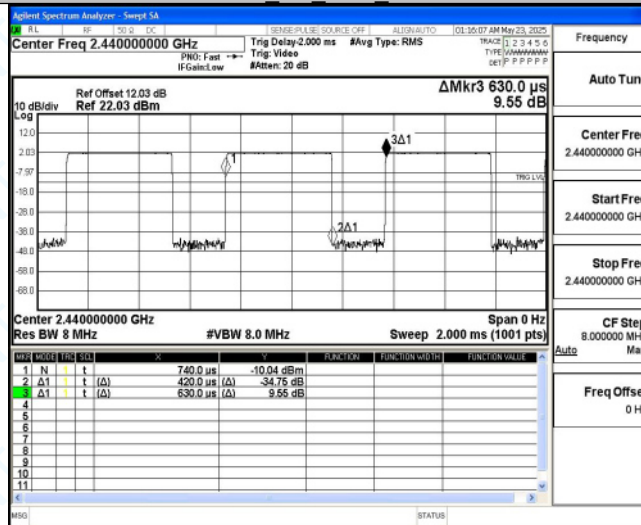 Agilent Spectrum Analyzer - Swept SA
RL RF 50 Ω DC SENSE:PULSE SOURCE OFF ALIGNAUTO 01:16:07 AM May 23, 2025
Center Freq 2.440000000 GHz
PNO: Fast
IFGain:Low
Trig Delay-2.000 ms
Trig: Video
#Atten: 20 dB
#Avg Type: RMS
TRACE 1 2 3 4 5 6
TYPE
DET P P P P P P
ΔMkr3 630.0 μs
9.55 dB
Ref Offset 12.03 dB
10 dB/div Ref 22.03 dBm
Log
12.0
2.03
-7.97
-18.0
-28.0
-38.0
-48.0
-58.0
-68.0
1
2Δ1
3Δ1
TRIG LVL
Center 2.440000000 GHz Span 0 Hz
Res BW 8 MHz #VBW 8.0 MHz Sweep 2.000 ms (1001 pts)
MKR MODE TRC SCL X Y FUNCTION FUNCTION WIDTH FUNCTION VALUE
1 N 1 t 740.0 us -10.04 dBm
2 Δ1 1 t (Δ) 420.0 us (Δ) -34.75 dB
3 Δ1 1 t (Δ) 630.0 us (Δ) 9.55 dB
4
5
6
7
8
9
10
11
MSG STATUS
Frequency
Auto Tun
Center Fre
2.440000000 GH
Start Fre
2.440000000 GH
Stop Fre
2.440000000 GH
CF Ste
8.000000 MH
Auto Ma
Freq Offse
0 H